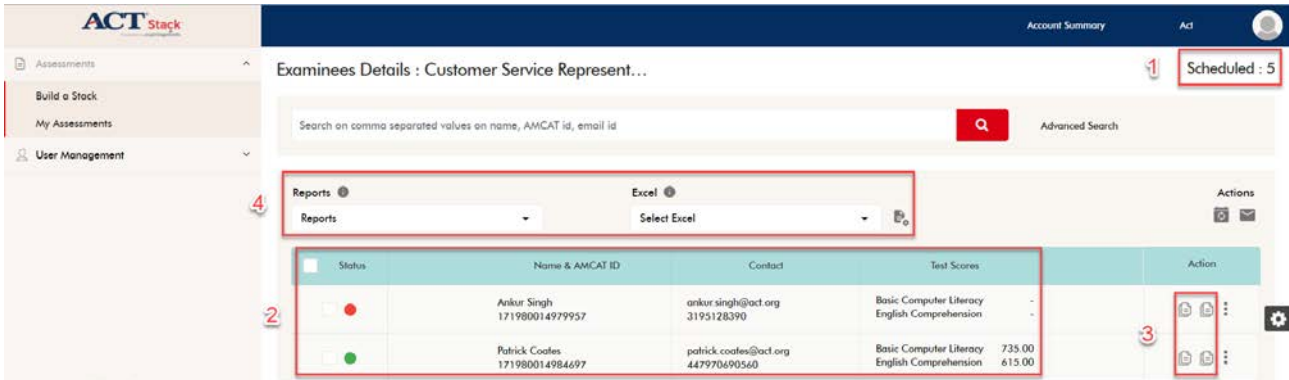 ACT Stack
Account Summary
Act
Assessments
Build a Stack
My Assessments
User Management
Examinees Details : Customer Service Represent...
1
Scheduled : 5
Search on comma separated values on name, AMCAT id, email id
Advanced Search
4
Reports
Excel
Actions
Reports
Select Excel
2
Status Name & AMCAT ID Contact Test Scores Action
Ankur Singh ankur.singh@act.org Basic Computer Literacy -
171980014979957 3195128390 English Comprehension -
3
Patrick Coates patrick.coates@act.org Basic Computer Literacy 735.00
171980014984697 447970690560 English Comprehension 615.00